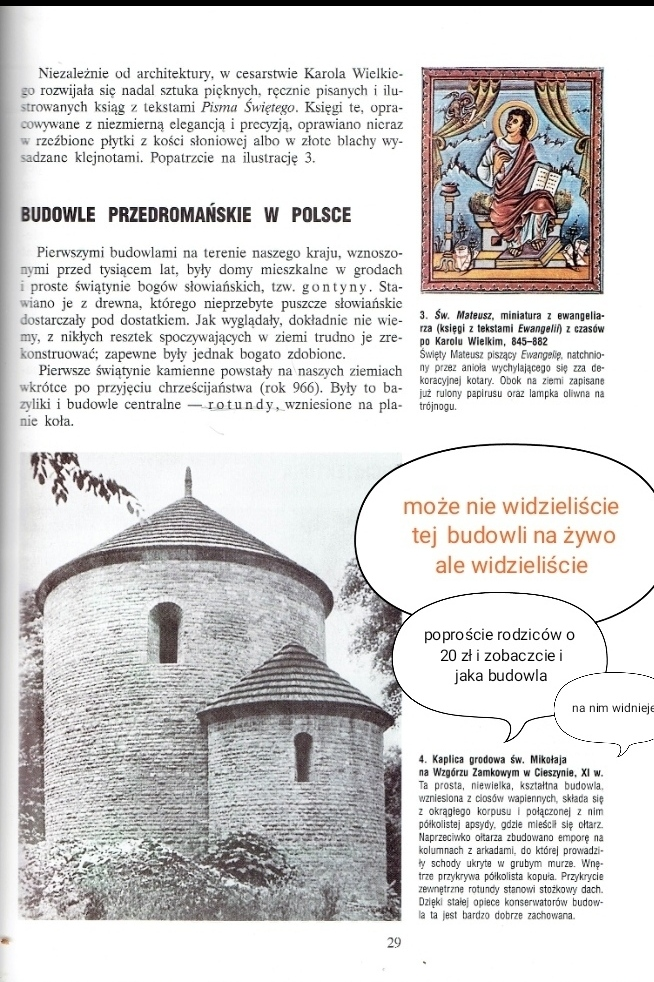 Niezależnie od architektury, w cesarstwie Karola Wielkie-
go rozwijała się nadal sztuka pięknych, ręcznie pisanych i ilu-
strowanych ksiąg z tekstami Pisma Świętego. Księgi te, opra-
cowywane z niezmierną elegancją i precyzją, oprawiano nieraz
w rzeźbione płytki z kości słoniowej albo w złote blachy wy-
sadzane klejnotami. Popatrzcie na ilustrację 3.
BUDOWLE PRZEDROMAŃSKIE W POLSCE
Pierwszymi budowlami na terenie naszego kraju, wznoszo-
nymi przed tysiącem lat, były domy mieszkalne w grodach
i proste świątynie bogów słowiańskich, tzw. gontyny. Sta-
wiano je z drewna, którego nieprzebyte puszcze słowiańskie
dostarczały pod dostatkiem. Jak wyglądały, dokładnie nie wie-
my, z nikłych resztek spoczywających w ziemi trudno je zre-
konstruować; zapewne były jednak bogato zdobione.
Pierwsze świątynie kamienne powstały na naszych ziemiach
wkrótce po przyjęciu chrześcijaństwa (rok 966). Były to ba-
zyliki i budowle centralne — rotundy, wzniesione na pla-
nie koła.
3. Św. Mateusz, miniatura z ewangelia-
rza (księgi z tekstami Ewangelii) z czasów
po Karolu Wielkim, 845–882
Święty Mateusz piszący Ewangelię, natchnio-
ny przez anioła wychylającego się zza de-
koracyjnej kotary. Obok na ziemi zapisane
już rulony papirusu oraz lampka oliwna na
trójnogu.
może nie widzieliście
tej budowli na żywo
ale widzieliście
poproście rodziców o
20 zł i zobaczcie i
jaka budowla
na nim widnieje
4. Kaplica grodowa św. Mikołaja
na Wzgórzu Zamkowym w Cieszynie, XI w.
Ta prosta, niewielka, kształtna budowla,
wzniesiona z ciosów wapiennych, składa się
z okrągłego korpusu i połączonej z nim
półkolistej apsydy, gdzie mieścił się ołtarz.
Naprzeciwko ołtarza zbudowano emporę na
kolumnach z arkadami, do której prowadzi-
ły schody ukryte w grubym murze. Wnę-
trze przykrywa półkolista kopuła. Przykrycie
zewnętrzne rotundy stanowi stożkowy dach.
Dzięki stałej opiece konserwatorów budow-
la ta jest bardzo dobrze zachowana.
29